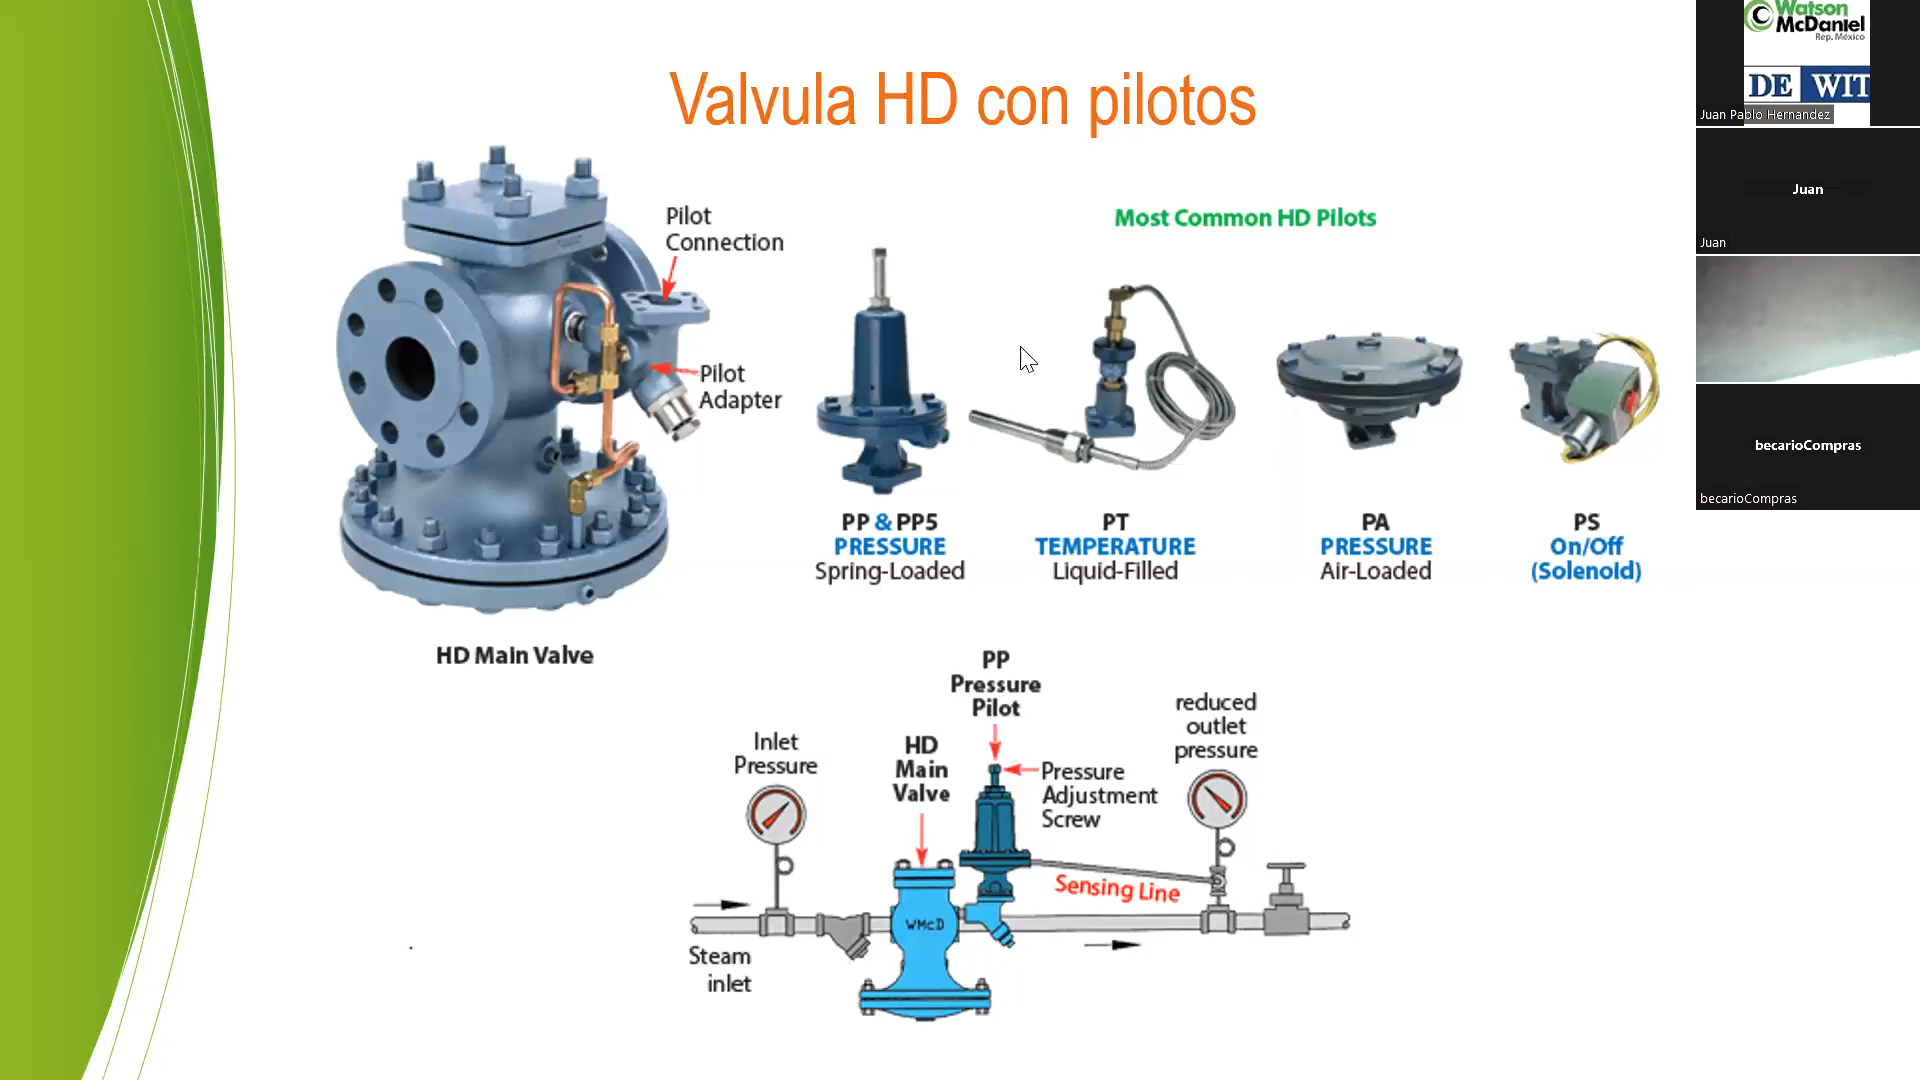 Valvula HD con pilotos
Pilot
Connection
Pilot
Adapter
HD Main Valve
Most Common HD Pilots
PP & PP5
PRESSURE
Spring-Loaded
PT
TEMPERATURE
Liquid-Filled
PA
PRESSURE
Air-Loaded
PS
On/Off
(Solenoid)
PP
Pressure
Pilot
Inlet
Pressure
HD
Main
Valve
Pressure
Adjustment
Screw
reduced
outlet
pressure
Sensing Line
WMcD
Steam
inlet
Watson
McDaniel
Rep. México
DE WIT
Juan Pablo Hernandez
Juan
Juan
becarioCompras
becarioCompras